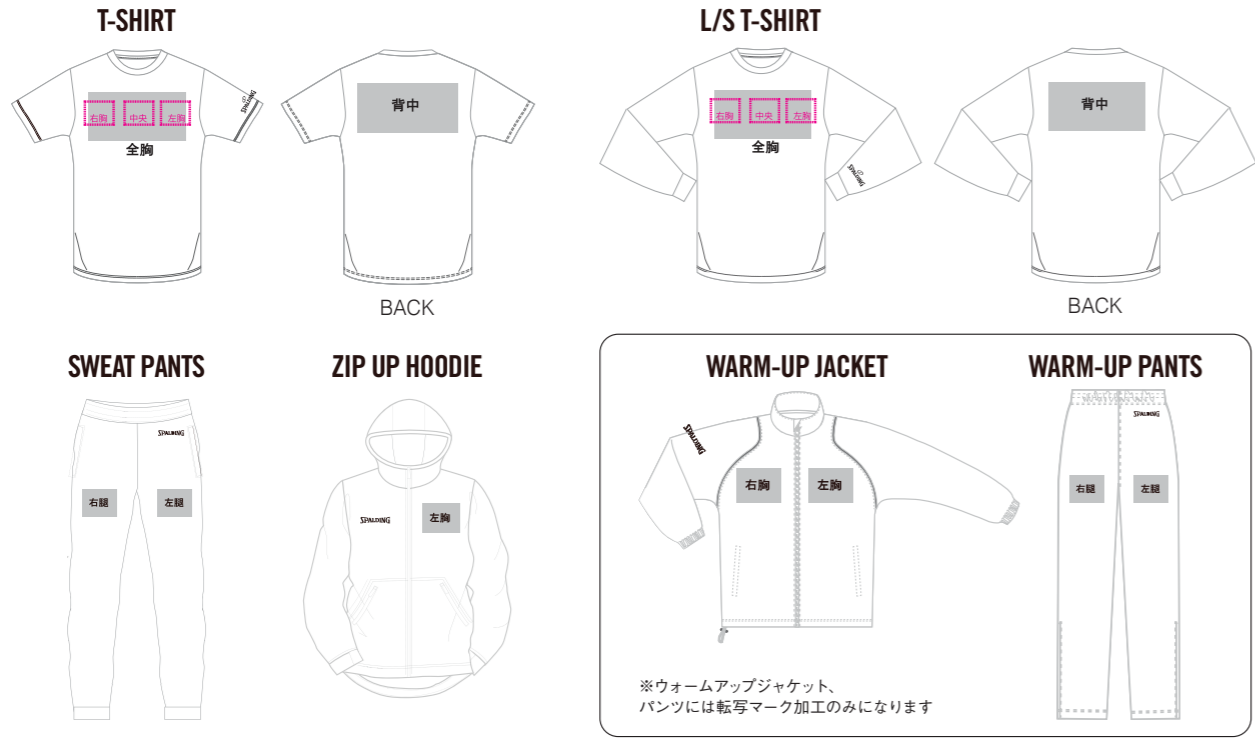 T-SHIRT
右胸 中央 左胸
全胸
SPALDING
背中
BACK
L/S T-SHIRT
右胸 中央 左胸
全胸
SPALDING
背中
BACK
SWEAT PANTS
SPALDING
右腿 左腿
ZIP UP HOODIE
SPALDING
左胸
WARM-UP JACKET
SPALDING
右胸 左胸
WARM-UP PANTS
SPALDING
右腿 左腿
※ウォームアップジャケット、
パンツには転写マーク加工のみになります